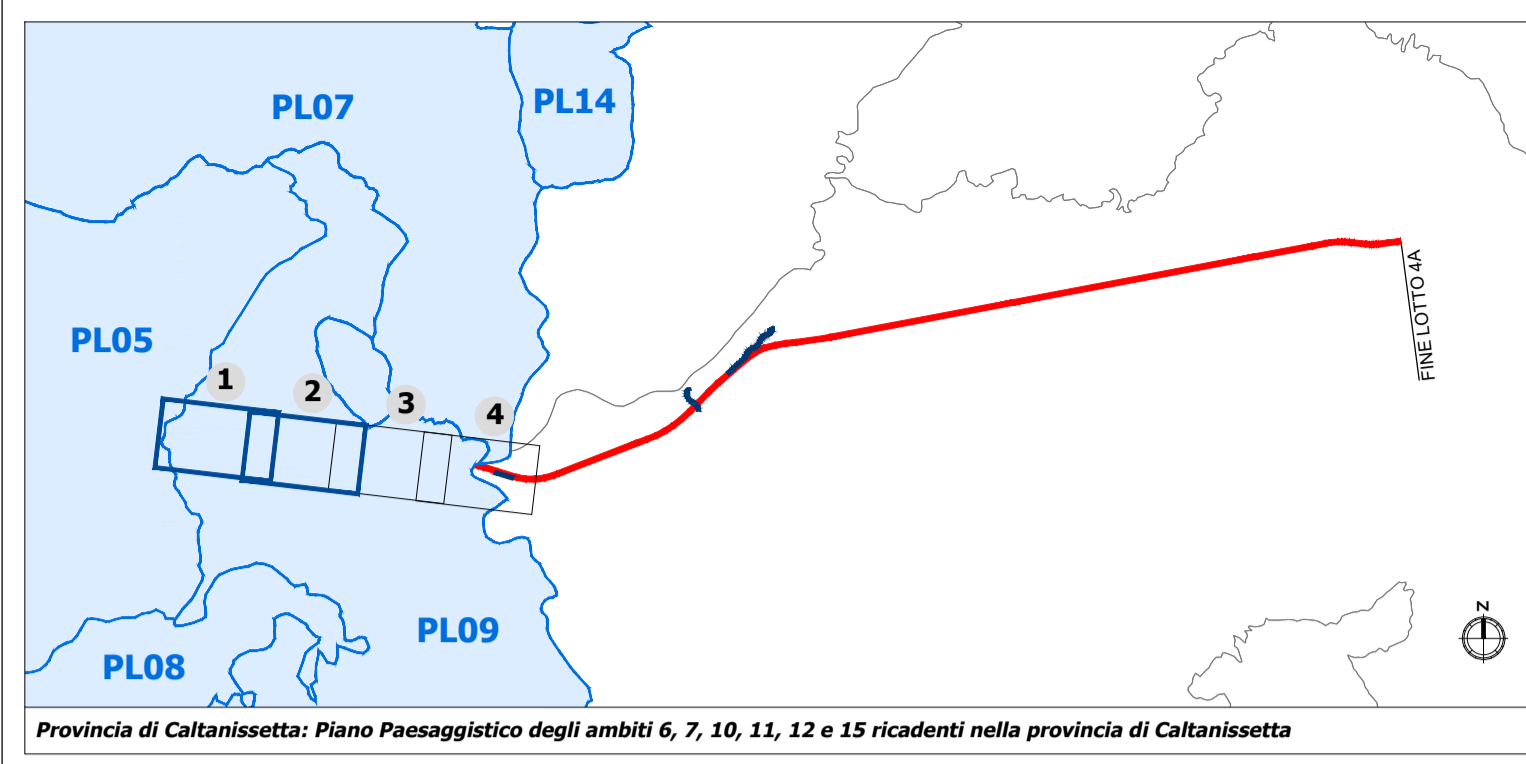 PL07
PL14
PL05
1
2
3
4
FINE LOTTO 4A
PL09
PL08
N
Provincia di Caltanissetta: Piano Paesaggistico degli ambiti 6, 7, 10, 11, 12 e 15 ricadenti nella provincia di Caltanissetta